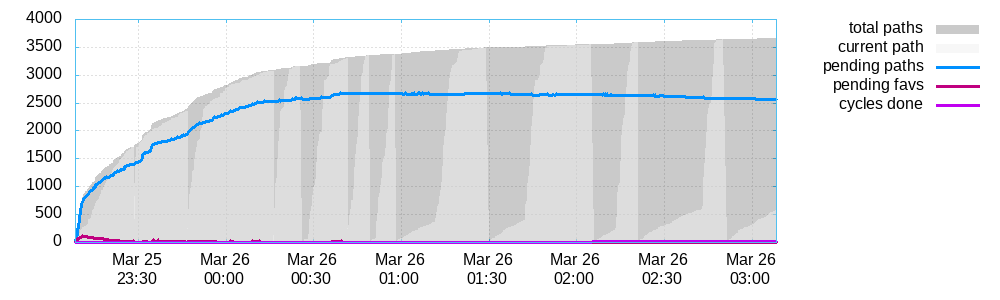 4000
3500
3000
2500
2000
1500
1000
500
0
Mar 25 Mar 26 Mar 26 Mar 26 Mar 26 Mar 26 Mar 26 Mar 26
23:30 00:00 00:30 01:00 01:30 02:00 02:30 03:00
total paths
current path
pending paths
pending favs
cycles done